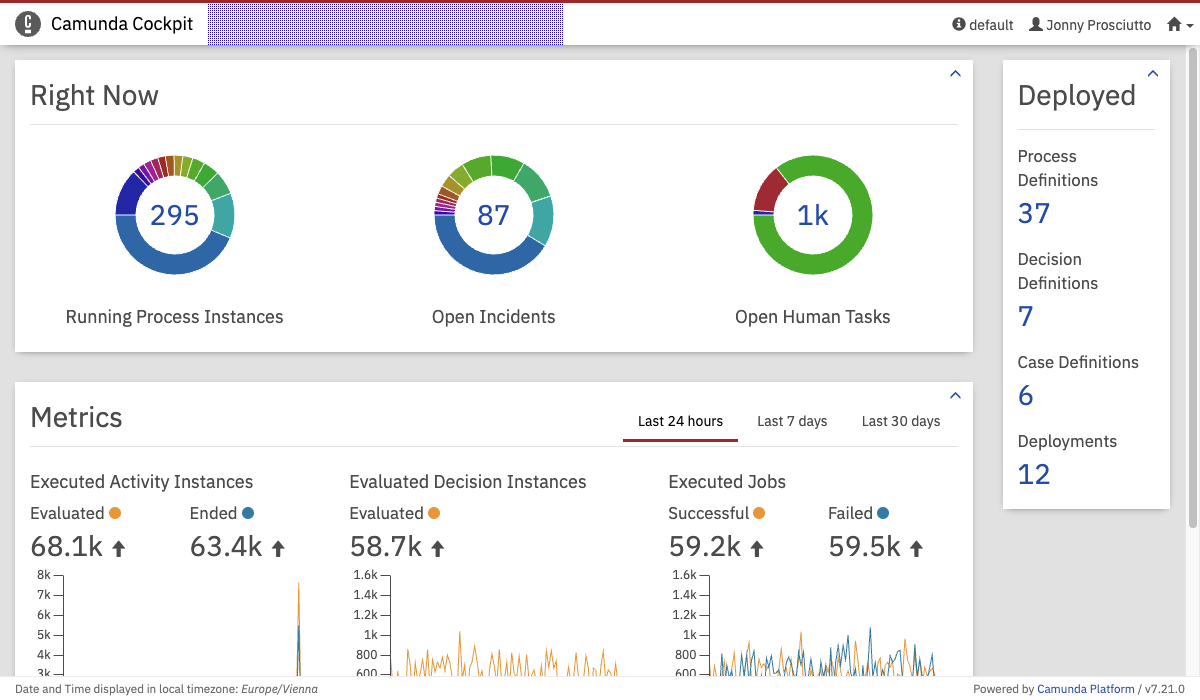 Camunda Cockpit
default Jonny Prosciutto
Right Now
295 87 1k
Running Process Instances Open Incidents Open Human Tasks
Deployed
Process
Definitions
37
Decision
Definitions
7
Case Definitions
6
Deployments
12
Metrics
Last 24 hours Last 7 days Last 30 days
Executed Activity Instances Evaluated Decision Instances Executed Jobs
Evaluated Ended Evaluated Successful Failed
68.1k 63.4k 58.7k 59.2k 59.5k
8k 1.6k 1.6k
7k 1.4k 1.4k
6k 1.2k 1.2k
5k 1k 1k
4k 800 800
3k 600 600
Date and Time displayed in local timezone: Europe/Vienna
Powered by Camunda Platform / v7.21.0